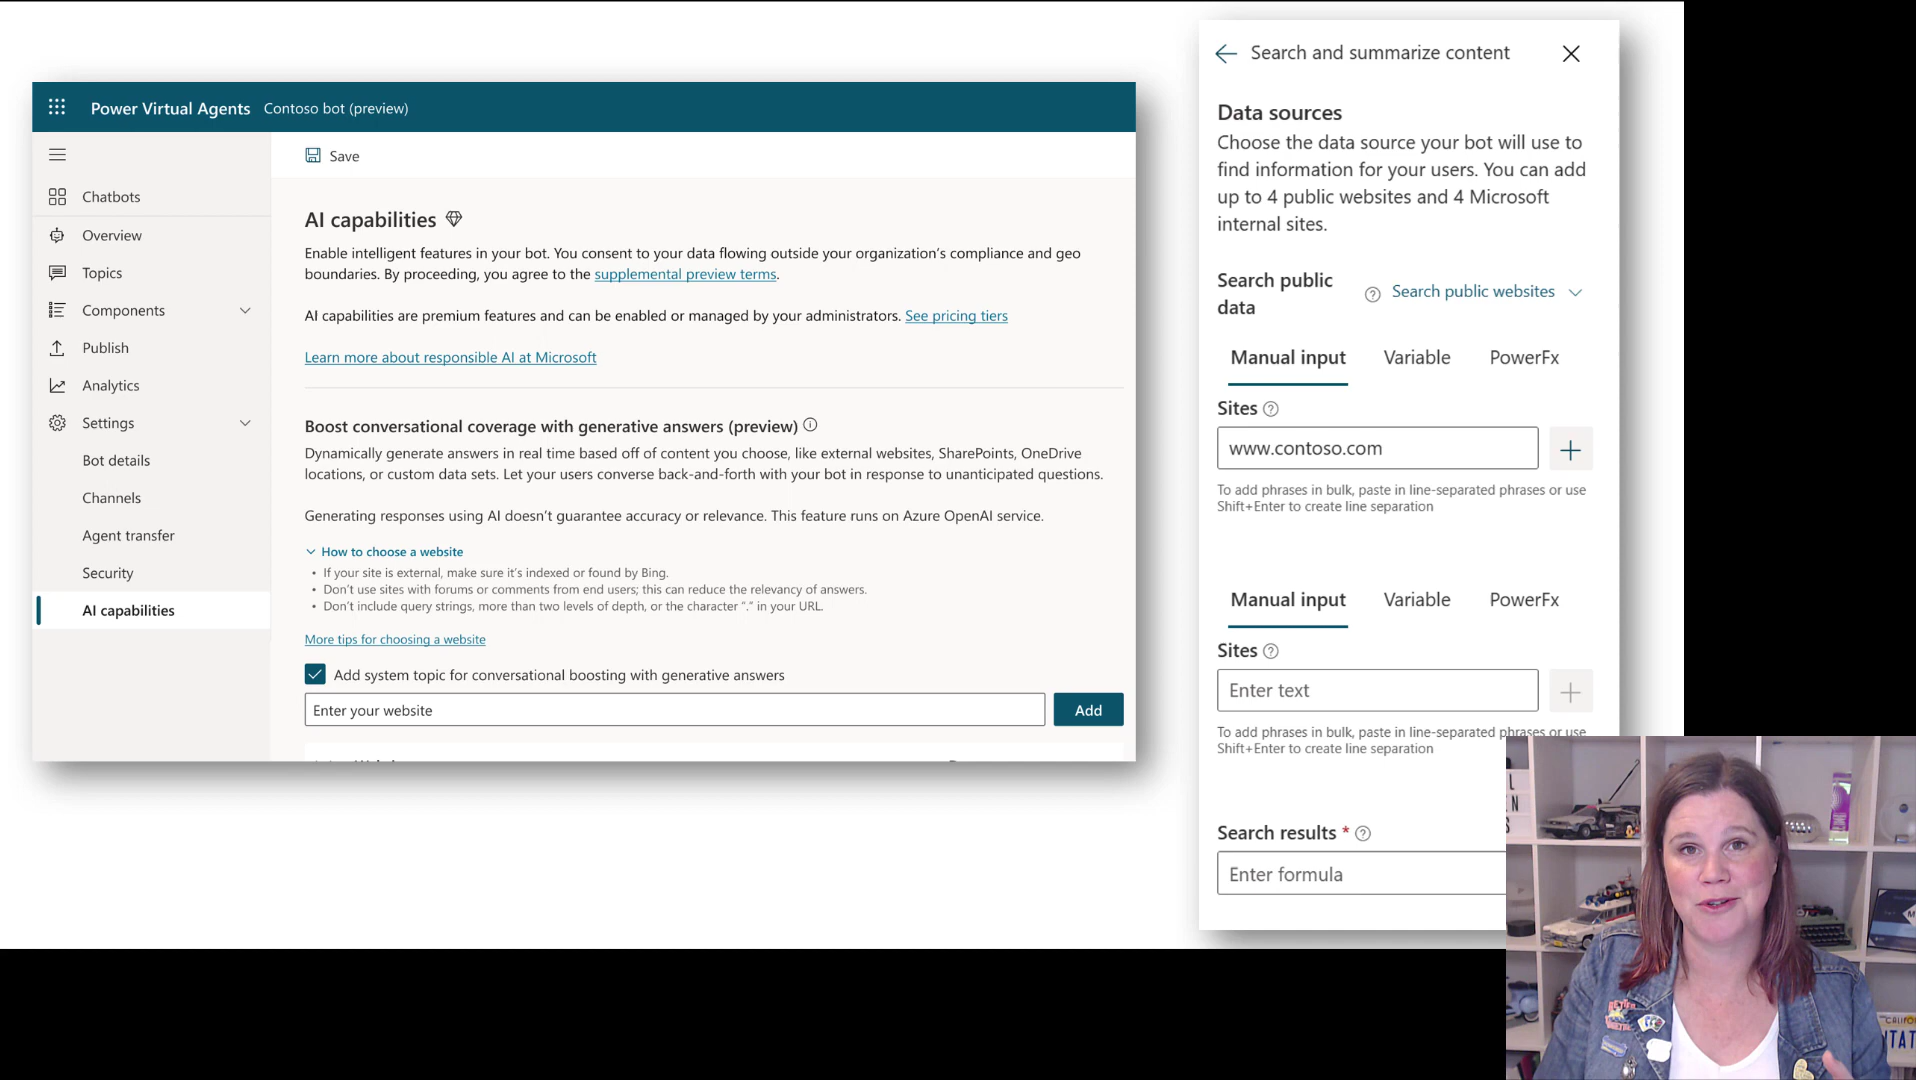 Power Virtual Agents
Contoso bot (preview)
Save
Chatbots
Overview
Topics
Components
Publish
Analytics
Settings
Bot details
Channels
Agent transfer
Security
AI capabilities
AI capabilities
Enable intelligent features in your bot. You consent to your data flowing outside your organization's compliance and geo
boundaries. By proceeding, you agree to the supplemental preview terms.
AI capabilities are premium features and can be enabled or managed by your administrators. See pricing tiers
Learn more about responsible AI at Microsoft
Boost conversational coverage with generative answers (preview)
Dynamically generate answers in real time based off of content you choose, like external websites, SharePoints, OneDrive
locations, or custom data sets. Let your users converse back-and-forth with your bot in response to unanticipated questions.
Generating responses using AI doesn't guarantee accuracy or relevance. This feature runs on Azure OpenAI service.
How to choose a website
• If your site is external, make sure it's indexed or found by Bing.
• Don't use sites with forums or comments from end users; this can reduce the relevancy of answers.
• Don't include query strings, more than two levels of depth, or the character "." in your URL.
More tips for choosing a website
Add system topic for conversational boosting with generative answers
Enter your website
Add
Search and summarize content
Data sources
Choose the data source your bot will use to
find information for your users. You can add
up to 4 public websites and 4 Microsoft
internal sites.
Search public
data
Search public websites
Manual input Variable PowerFx
Sites
www.contoso.com
To add phrases in bulk, paste in line-separated phrases or use
Shift+Enter to create line separation
Manual input Variable PowerFx
Sites
Enter text
To add phrases in bulk, paste in line-separated phrases or use
Shift+Enter to create line separation
Search results *
Enter formula